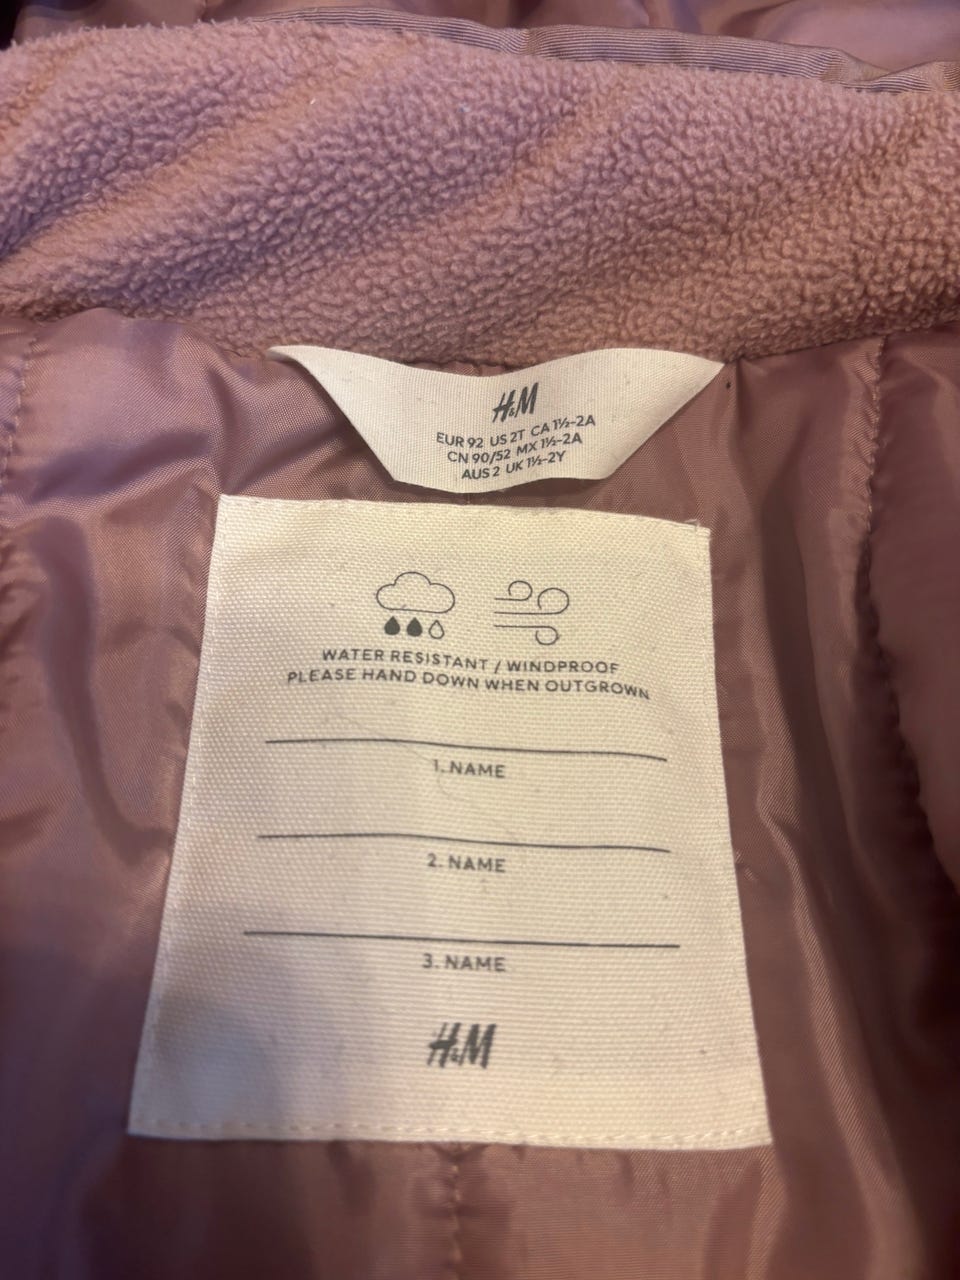 H&M
EUR 92 US 2T CA 1½-2A
CN 90/52 MX 1½-2A
AUS 2 UK 1½-2Y
WATER RESISTANT / WINDPROOF
PLEASE HAND DOWN WHEN OUTGROWN
1. NAME
2. NAME
3. NAME
H&M